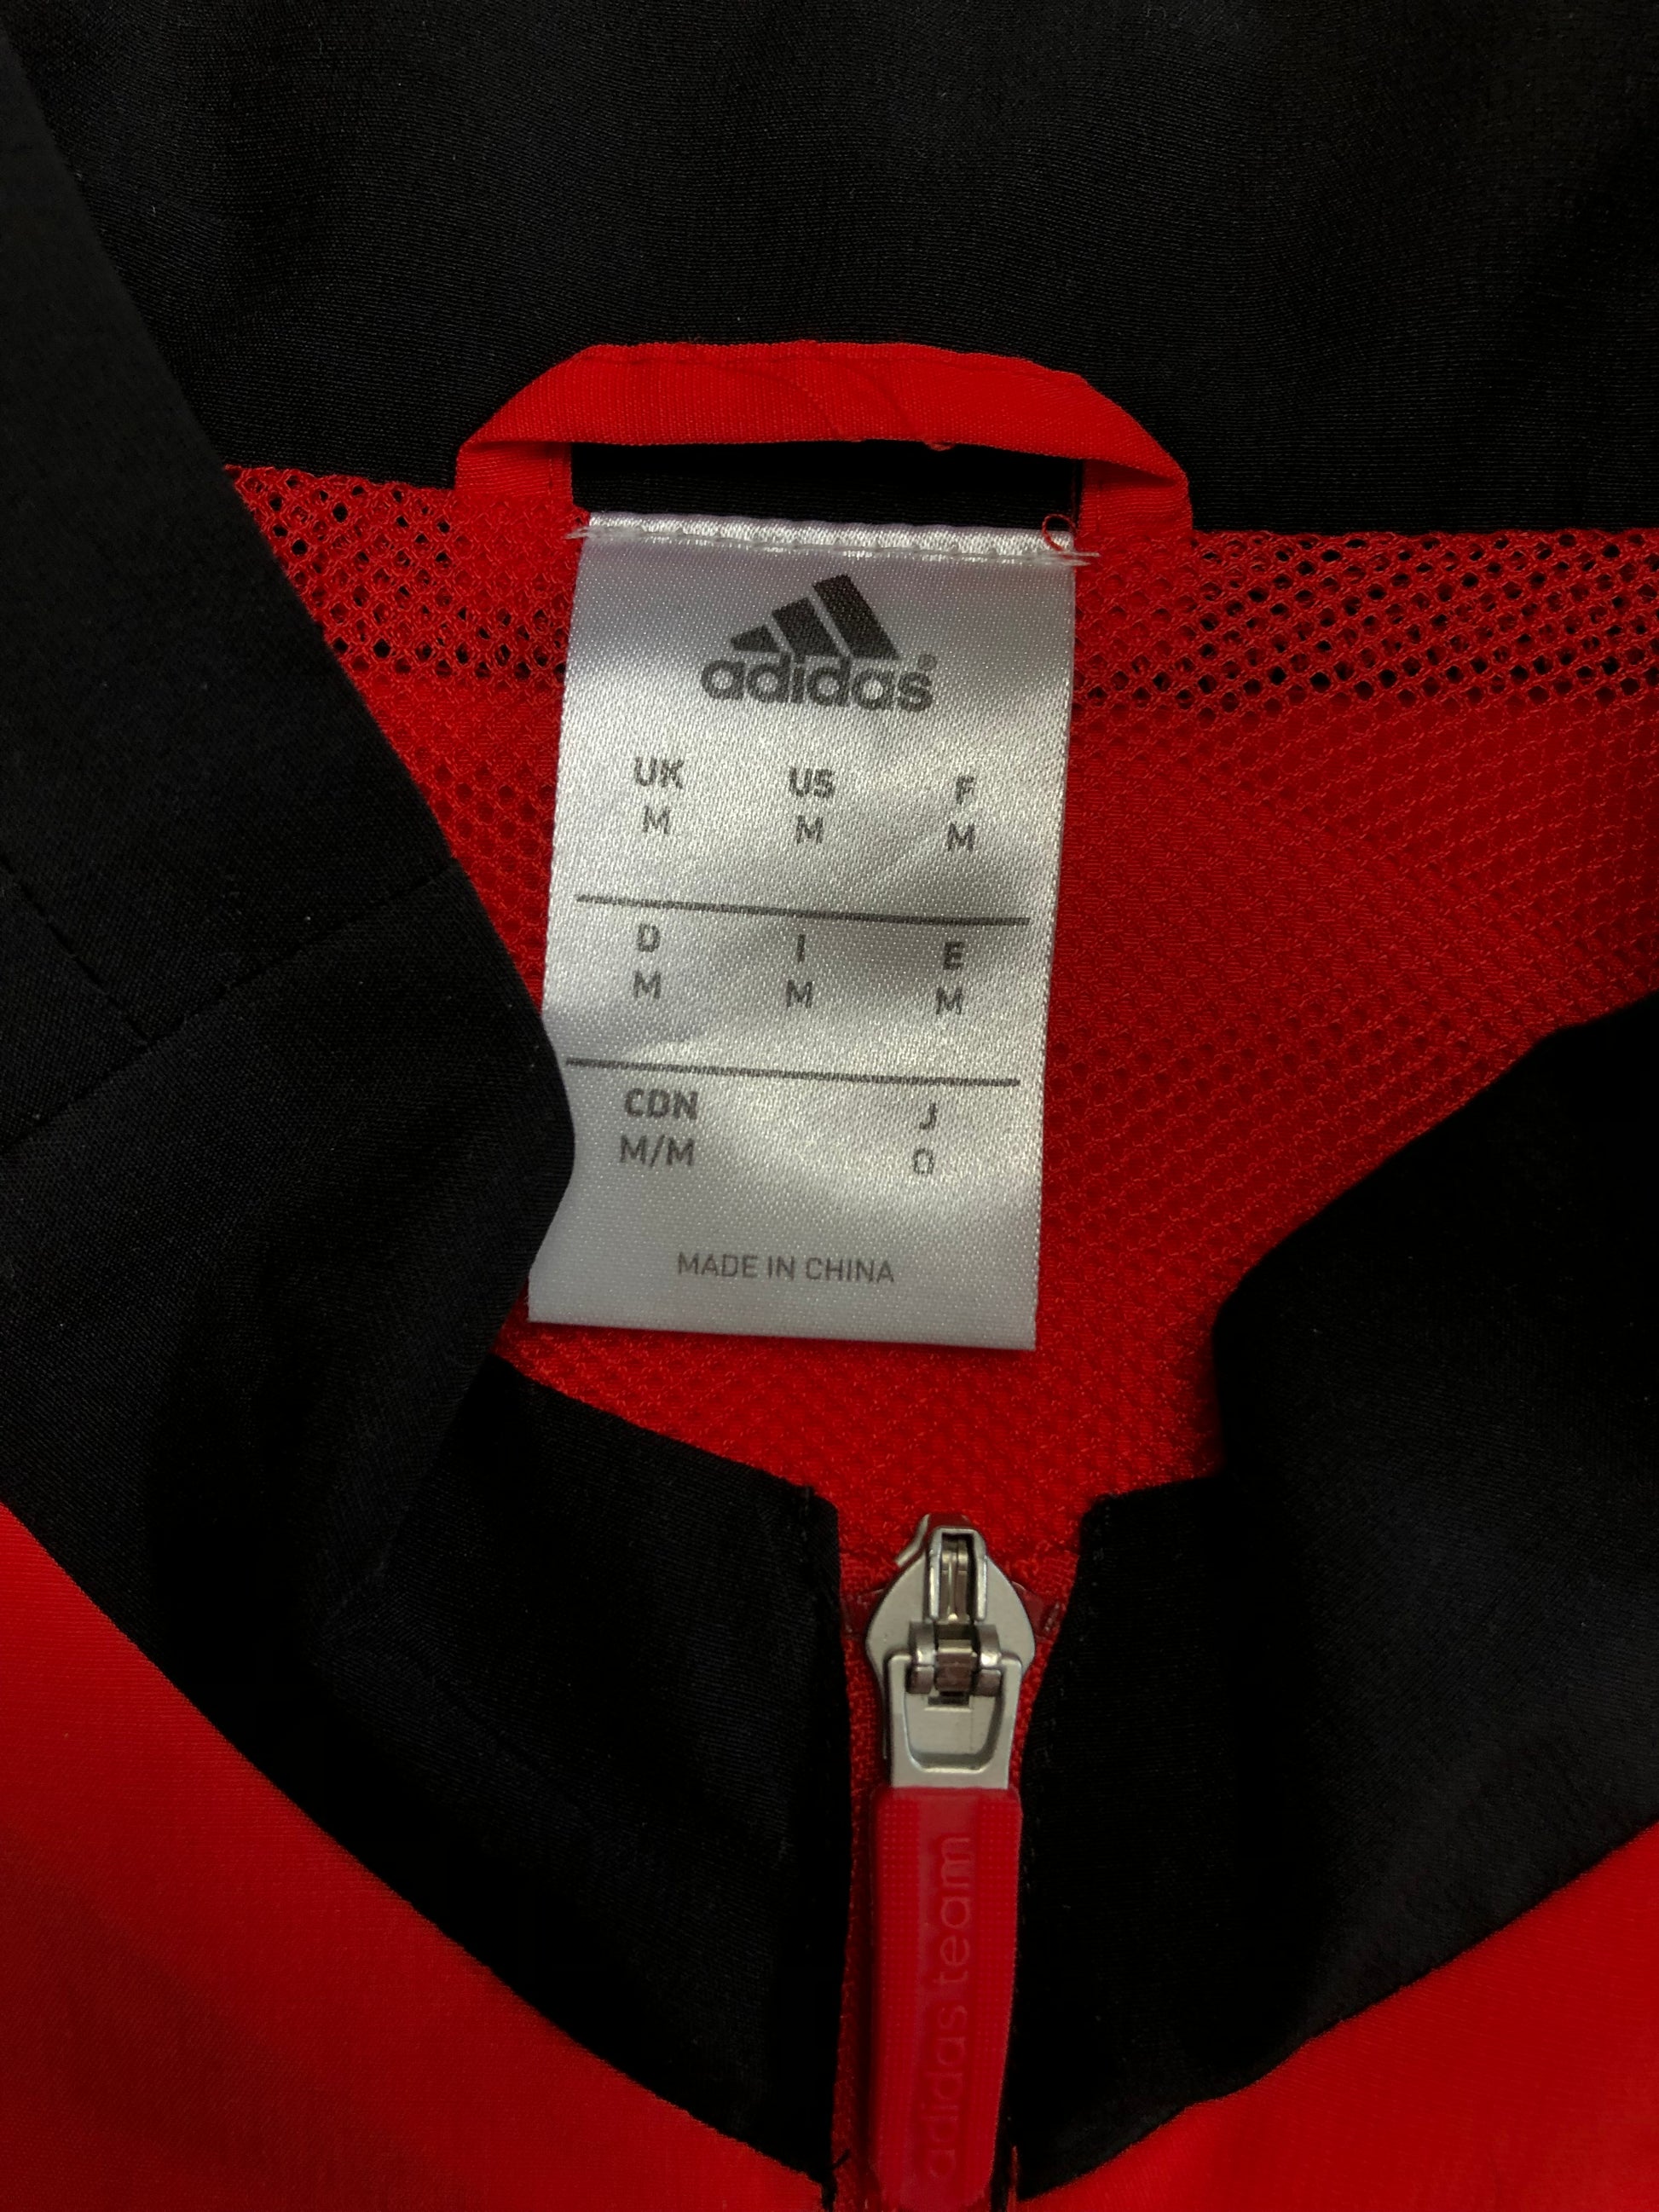 adidas®
UK US F
M M M
D I E
M M M
CDN J
M/M O
MADE IN CHINA
adidas team